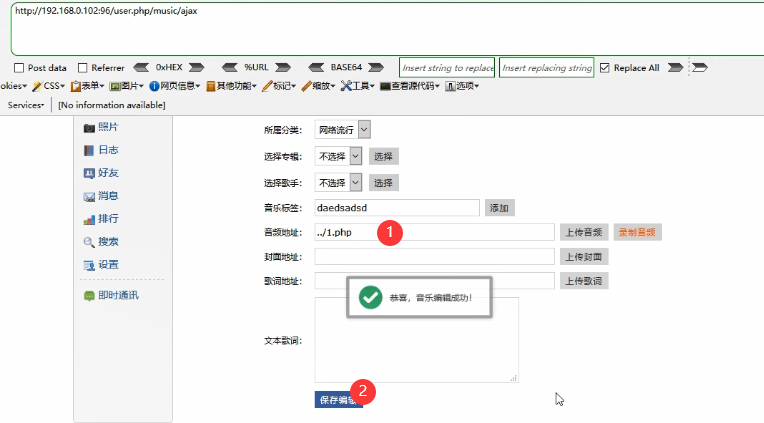 http://192.168.0.102:96/user.php/music/ajax
Post data Referrer 0xHEX %URL BASE64 Insert string to replace Insert replacing string Replace All
okies CSS 表单 图片 网页信息 其他功能 标记 缩放 工具 查看源代码 选项
Services [No information available]
照片
日志
好友
消息
排行
搜索
设置
即时通讯
所属分类: 网络流行
选择专辑: 不选择 选择
选择歌手: 不选择 选择
音乐标签: daedsadsd 添加
音频地址: ../1.php 1 上传音频 录制音频
封面地址: 上传封面
歌词地址: 上传歌词
恭喜，音乐编辑成功!
文本歌词:
保存编辑 2